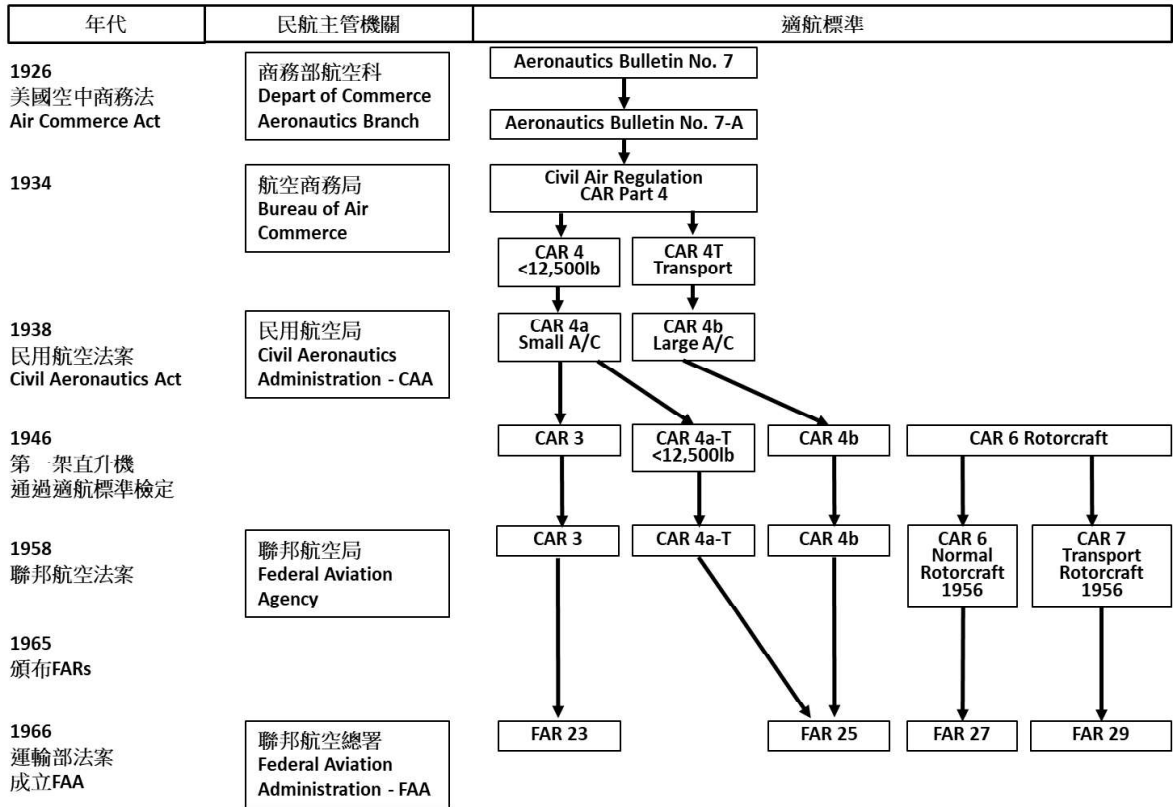 年代
民航主管機關
適航標準
1926
美國空中商務法
Air Commerce Act
商務部航空科
Depart of Commerce
Aeronautics Branch
Aeronautics Bulletin No. 7
Aeronautics Bulletin No. 7-A
1934
航空商務局
Bureau of Air
Commerce
Civil Air Regulation
CAR Part 4
CAR 4
<12,500lb
CAR 4T
Transport
1938
民用航空法案
Civil Aeronautics Act
民用航空局
Civil Aeronautics
Administration - CAA
CAR 4a
Small A/C
CAR 4b
Large A/C
1946
第一架直升機
通過適航標準檢定
CAR 3
CAR 4a-T
<12,500lb
CAR 4b
CAR 6 Rotorcraft
1958
聯邦航空法案
聯邦航空局
Federal Aviation
Agency
CAR 3
CAR 4a-T
CAR 4b
CAR 6
Normal
Rotorcraft
1956
CAR 7
Transport
Rotorcraft
1956
1965
頒布FARs
1966
運輸部法案
成立FAA
聯邦航空總署
Federal Aviation
Administration - FAA
FAR 23
FAR 25
FAR 27
FAR 29